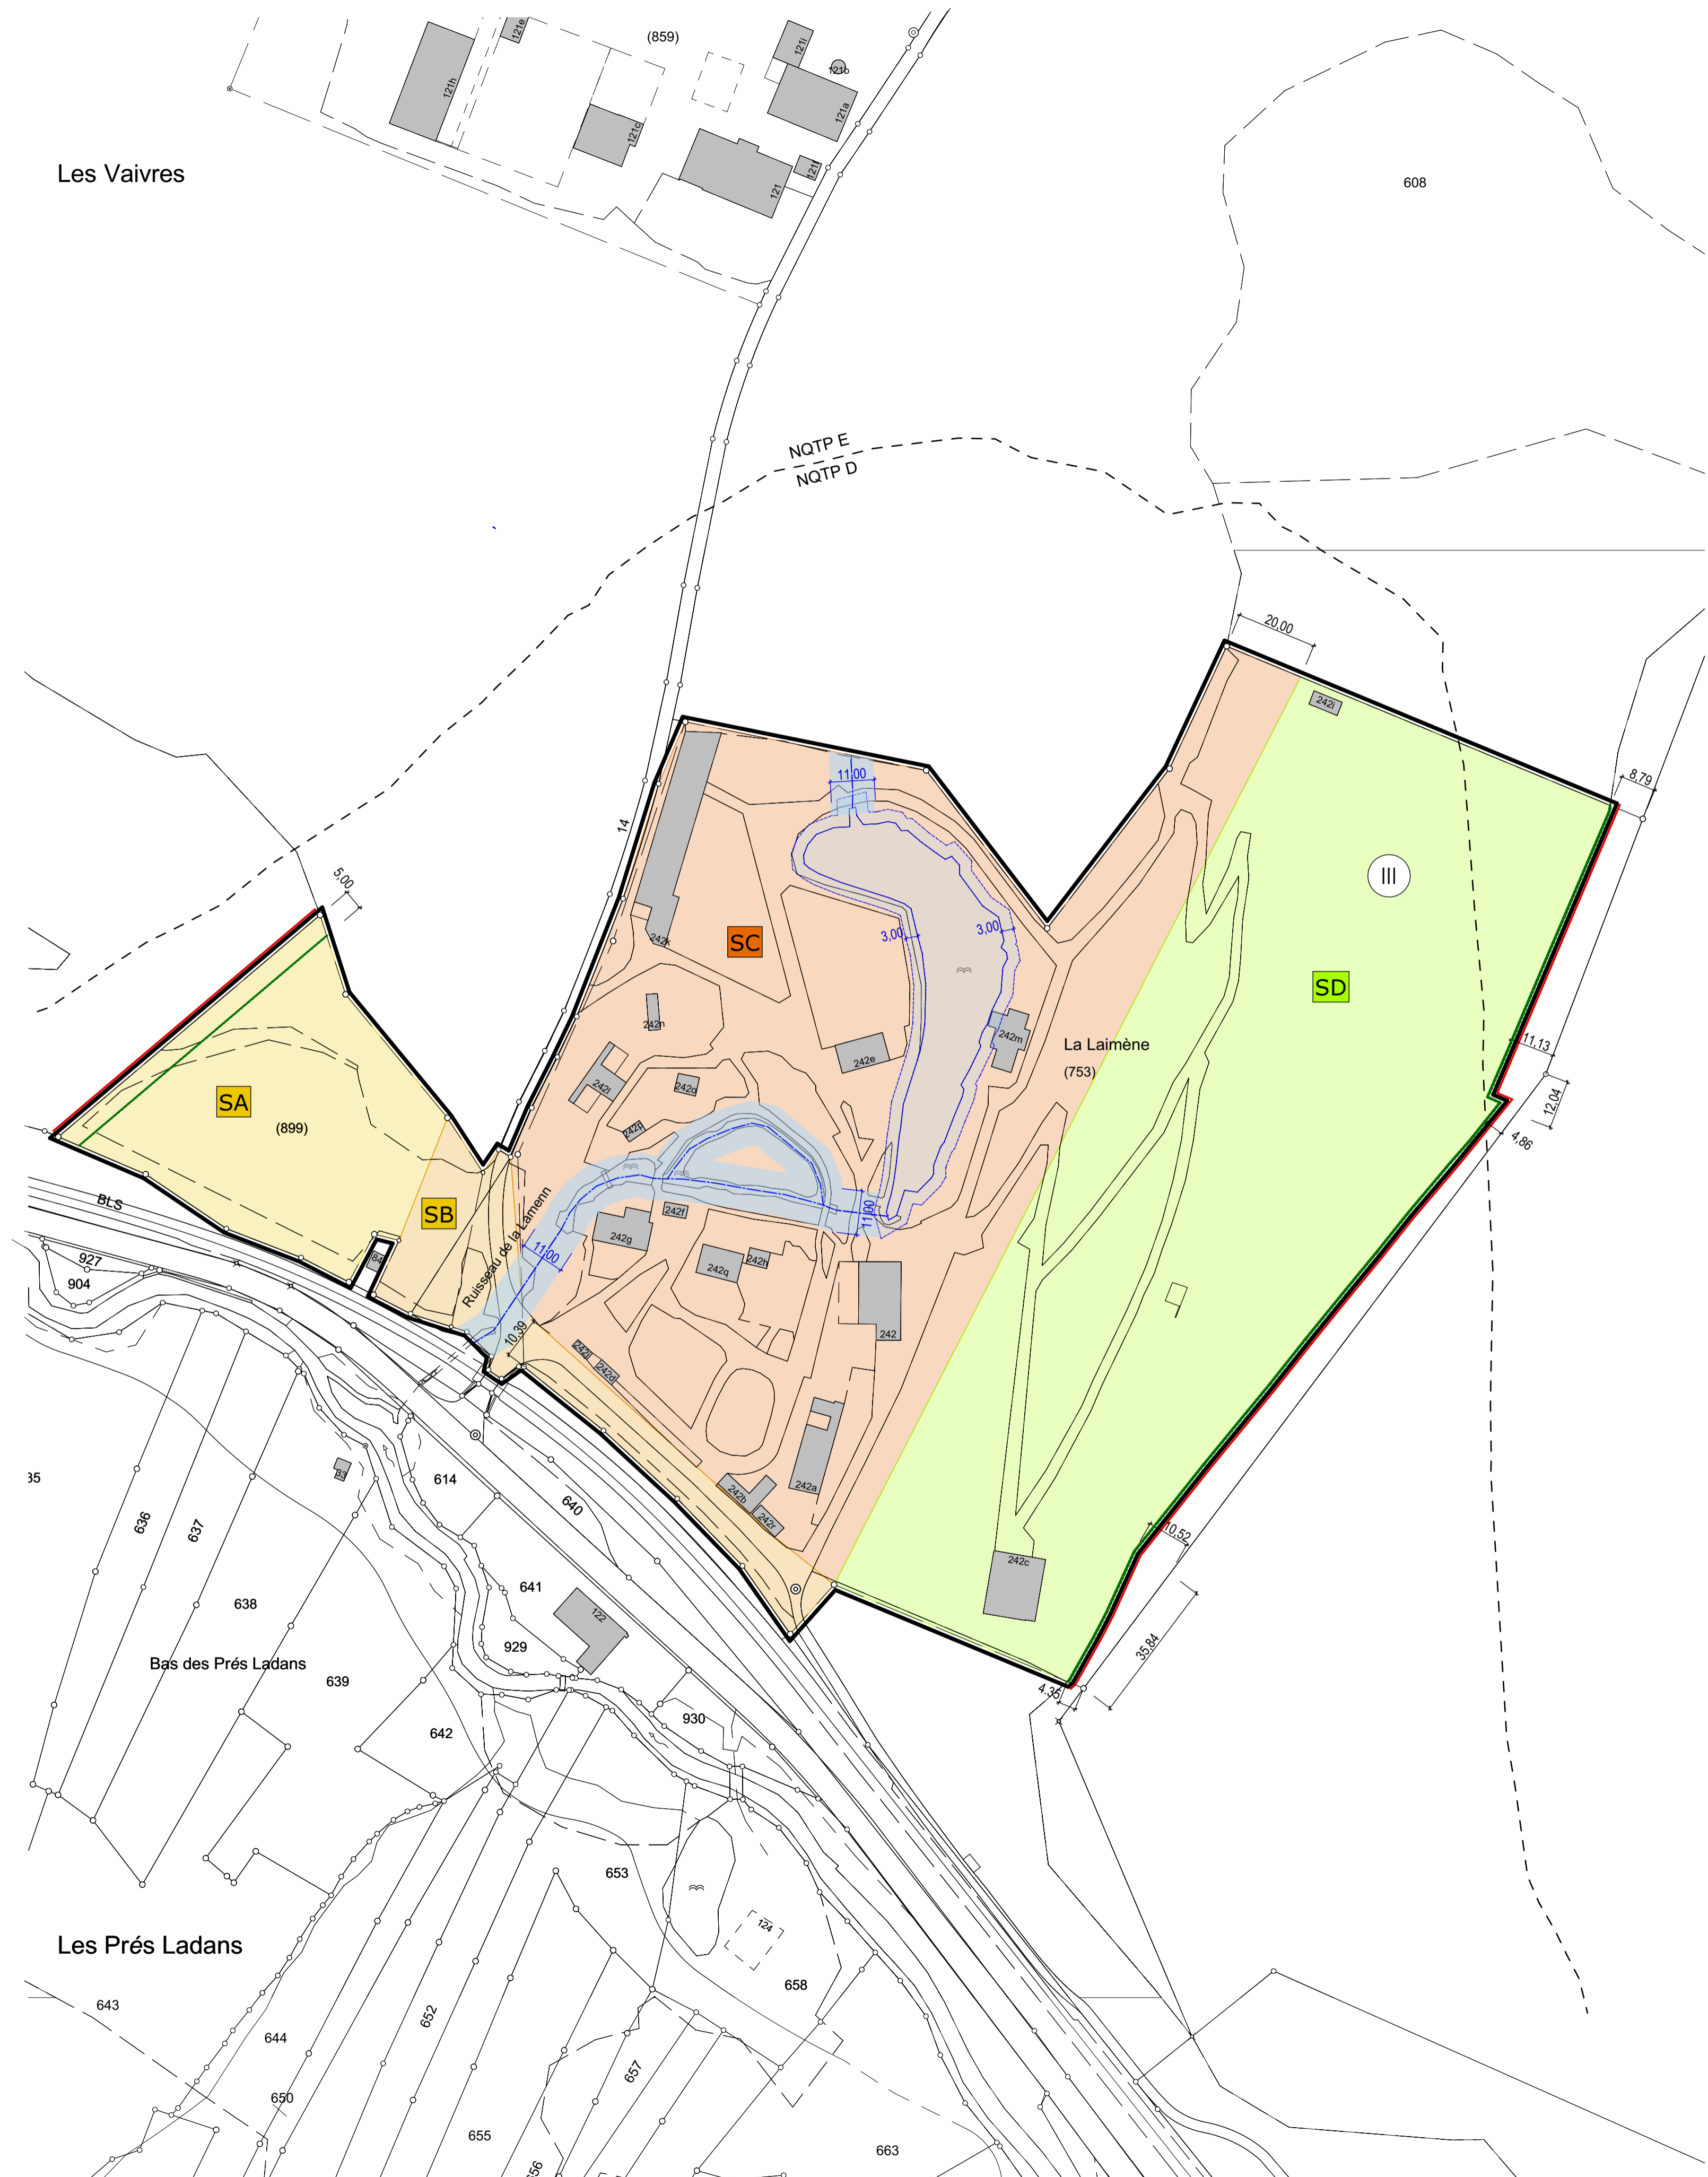 (859)
121e
121i
121b
121h
121a
121c
121f
121
Les Vaivres
608
NQTP E
NQTP D
20,00
242i
11,00
8,79
14
III
5,00
3,00
3,00
SC
242k
SD
242n
242m
11,13
242e
La Laimène
(753)
242l
242o
SA
12,04
(899)
242p
4,86
BLS
Ruisseau de la Lamenn
SB
242f
11,00
242g
11,00
84
242h
242q
927
904
10,39
242
242j
242d
35
83
614
242a
242b
640
636
637
242r
10,52
242c
641
638
122
929
35,84
Bas des Prés Ladans
639
4,35
930
642
653
124
Les Prés Ladans
658
643
652
644
657
650
655
663
656